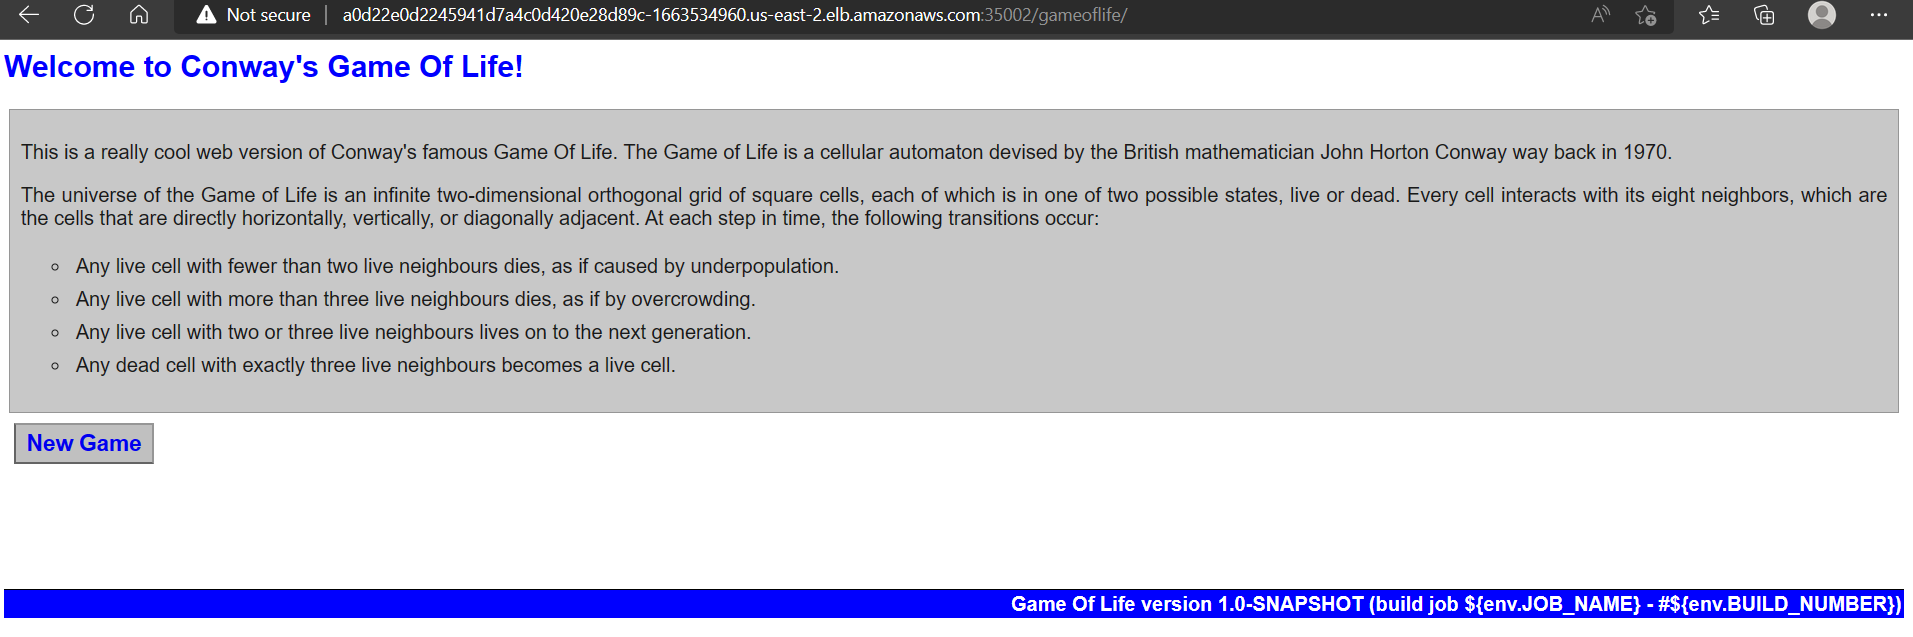 Not secure | a0d22e0d2245941d7a4c0d420e28d89c-1663534960.us-east-2.elb.amazonaws.com:35002/gameoflife/
Welcome to Conway's Game Of Life!
This is a really cool web version of Conway's famous Game Of Life. The Game of Life is a cellular automaton devised by the British mathematician John Horton Conway way back in 1970.
The universe of the Game of Life is an infinite two-dimensional orthogonal grid of square cells, each of which is in one of two possible states, live or dead. Every cell interacts with its eight neighbors, which are
the cells that are directly horizontally, vertically, or diagonally adjacent. At each step in time, the following transitions occur:
Any live cell with fewer than two live neighbours dies, as if caused by underpopulation.
Any live cell with more than three live neighbours dies, as if by overcrowding.
Any live cell with two or three live neighbours lives on to the next generation.
Any dead cell with exactly three live neighbours becomes a live cell.
New Game
Game Of Life version 1.0-SNAPSHOT (build job ${env.JOB_NAME} - #${env.BUILD_NUMBER})